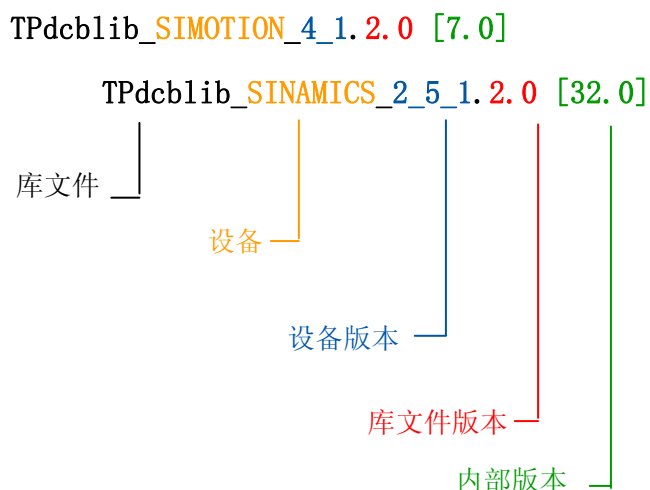 TPdcblib_SIMOTION_4_1.2.0 [7.0]
TPdcblib_SINAMICS_2_5_1.2.0 [32.0]
库文件
设备
设备版本
库文件版本
内部版本